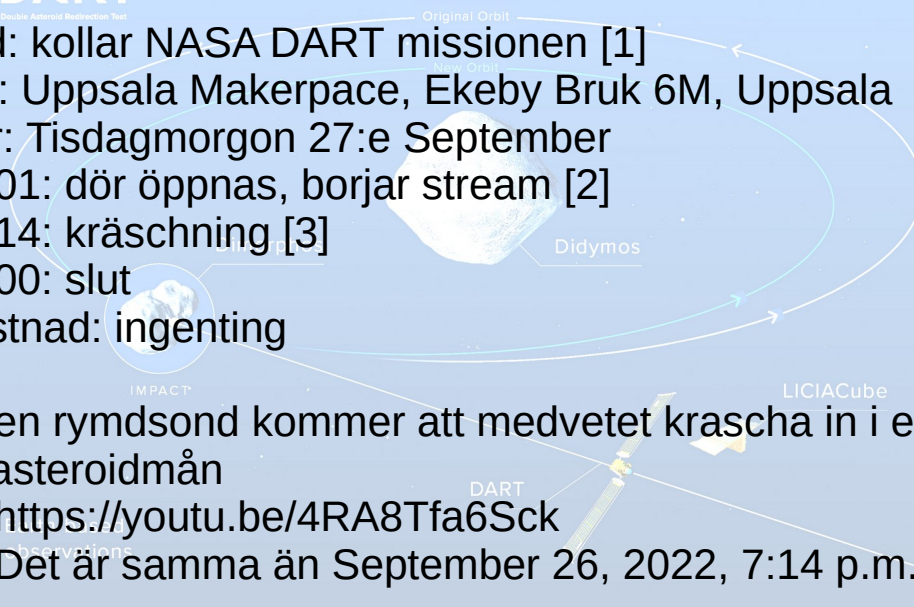 Double Asteroid Redirection Test
Original Orbit
d: kollar NASA DART missionen [1]
New Orbit
: Uppsala Makerpace, Ekeby Bruk 6M, Uppsala
r: Tisdagmorgon 27:e September
01: dör öppnas, borjar stream [2]
14: kräschning [3]
Dimorphos
Didymos
00: slut
stnad: ingenting
IMPACT
LICIACube
en rymdsond kommer att medvetet krascha in i e
asteroidmån
DART
https://youtu.be/4RA8Tfa6Sck
observations
Det är samma än September 26, 2022, 7:14 p.m.